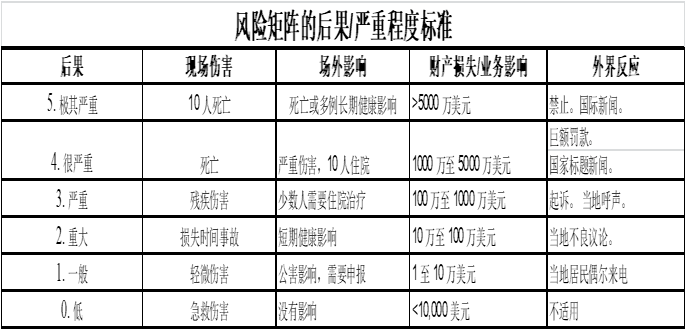 风险矩阵的后果/严重程度标准
后果 现场伤害 场外影响 财产损失/业务影响 外界反应
5. 极其严重 10人死亡 死亡或多例长期健康影响 >5000 万美元 禁止。国际新闻。
巨额罚款。
4. 很严重 死亡 严重伤害，10人住院 1000 万至 5000万美元 国家标题新闻。
3. 严重 残疾伤害 少数人需要住院治疗 100 万至 1000 万美元 起诉。当地呼声。
2. 重大 损失时间事故 短期健康影响 10 万至 100 万美元 当地不良议论。
1. 一般 轻微伤害 公害影响，需要申报 1 至 10万美元 当地居民偶尔来电
0. 低 急救伤害 没有影响 <10,000 美元 不适用